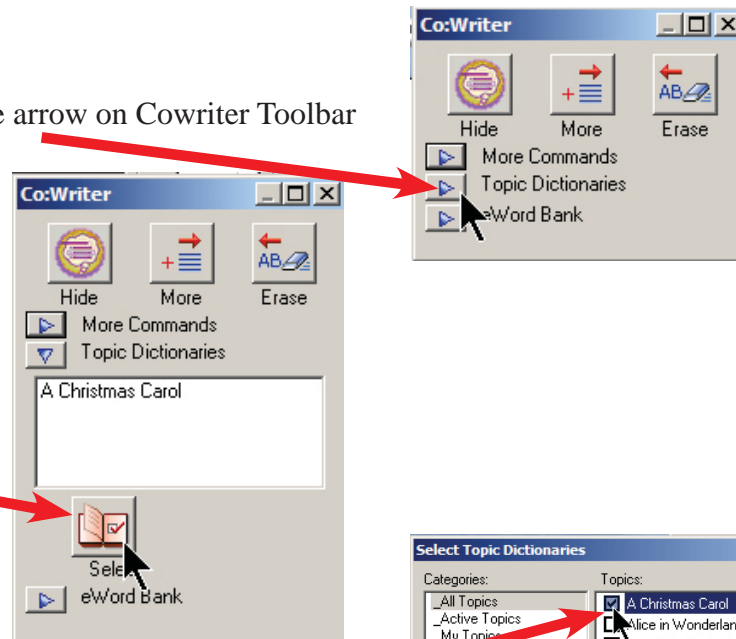 Co:Writer
Hide More Erase
More Commands
Topic Dictionaries
eWord Bank
arrow on Cowriter Toolbar
Co:Writer
Hide More Erase
More Commands
Topic Dictionaries
A Christmas Carol
eWord Bank
Select Topic Dictionaries
Categories:
_All Topics
_Active Topics
Topics:
A Christmas Carol
Alice in